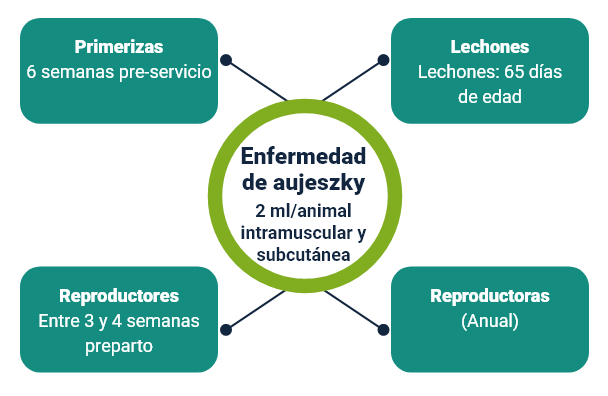 Primerizas
6 semanas pre-servicio
Lechones
Lechones: 65 días
de edad
Enfermedad
de aujeszky
2 ml/animal
intramuscular y
subcutánea
Reproductores
Entre 3 y 4 semanas
preparto
Reproductoras
(Anual)